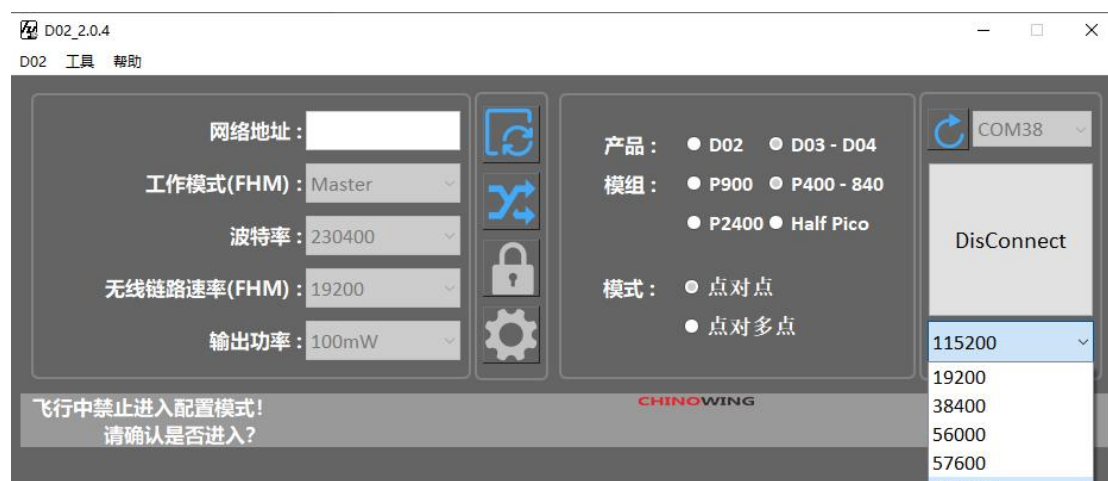 D02_2.0.4
D02 工具 帮助
网络地址：
工作模式(FHM)：Master
波特率：230400
无线链路速率(FHM)：19200
输出功率：100mW
产品： D02 D03 - D04
模组： P900 P400 - 840
P2400 Half Pico
模式： 点对点
点对多点
COM38
DisConnect
115200
19200
38400
56000
57600
飞行中禁止进入配置模式！
请确认是否进入？
CHINOWING